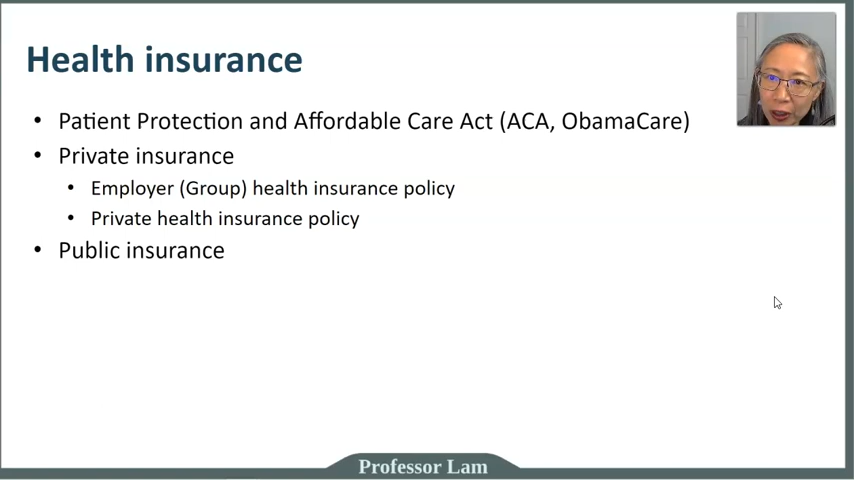 Health insurance
• Patient Protection and Affordable Care Act (ACA, ObamaCare)
• Private insurance
• Employer (Group) health insurance policy
• Private health insurance policy
• Public insurance
Professor Lam